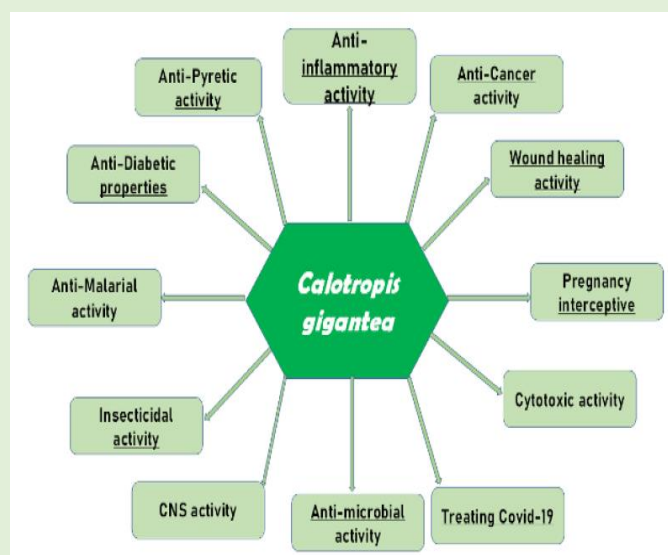 Anti-
inflammatory
activity
Anti-Pyretic
activity
Anti-Cancer
activity
Anti-Diabetic
properties
Wound healing
activity
Calotropis
gigantea
Anti-Malarial
activity
Pregnancy
interceptive
Insecticidal
activity
Cytotoxic activity
CNS activity
Anti-microbial
activity
Treating Covid-19